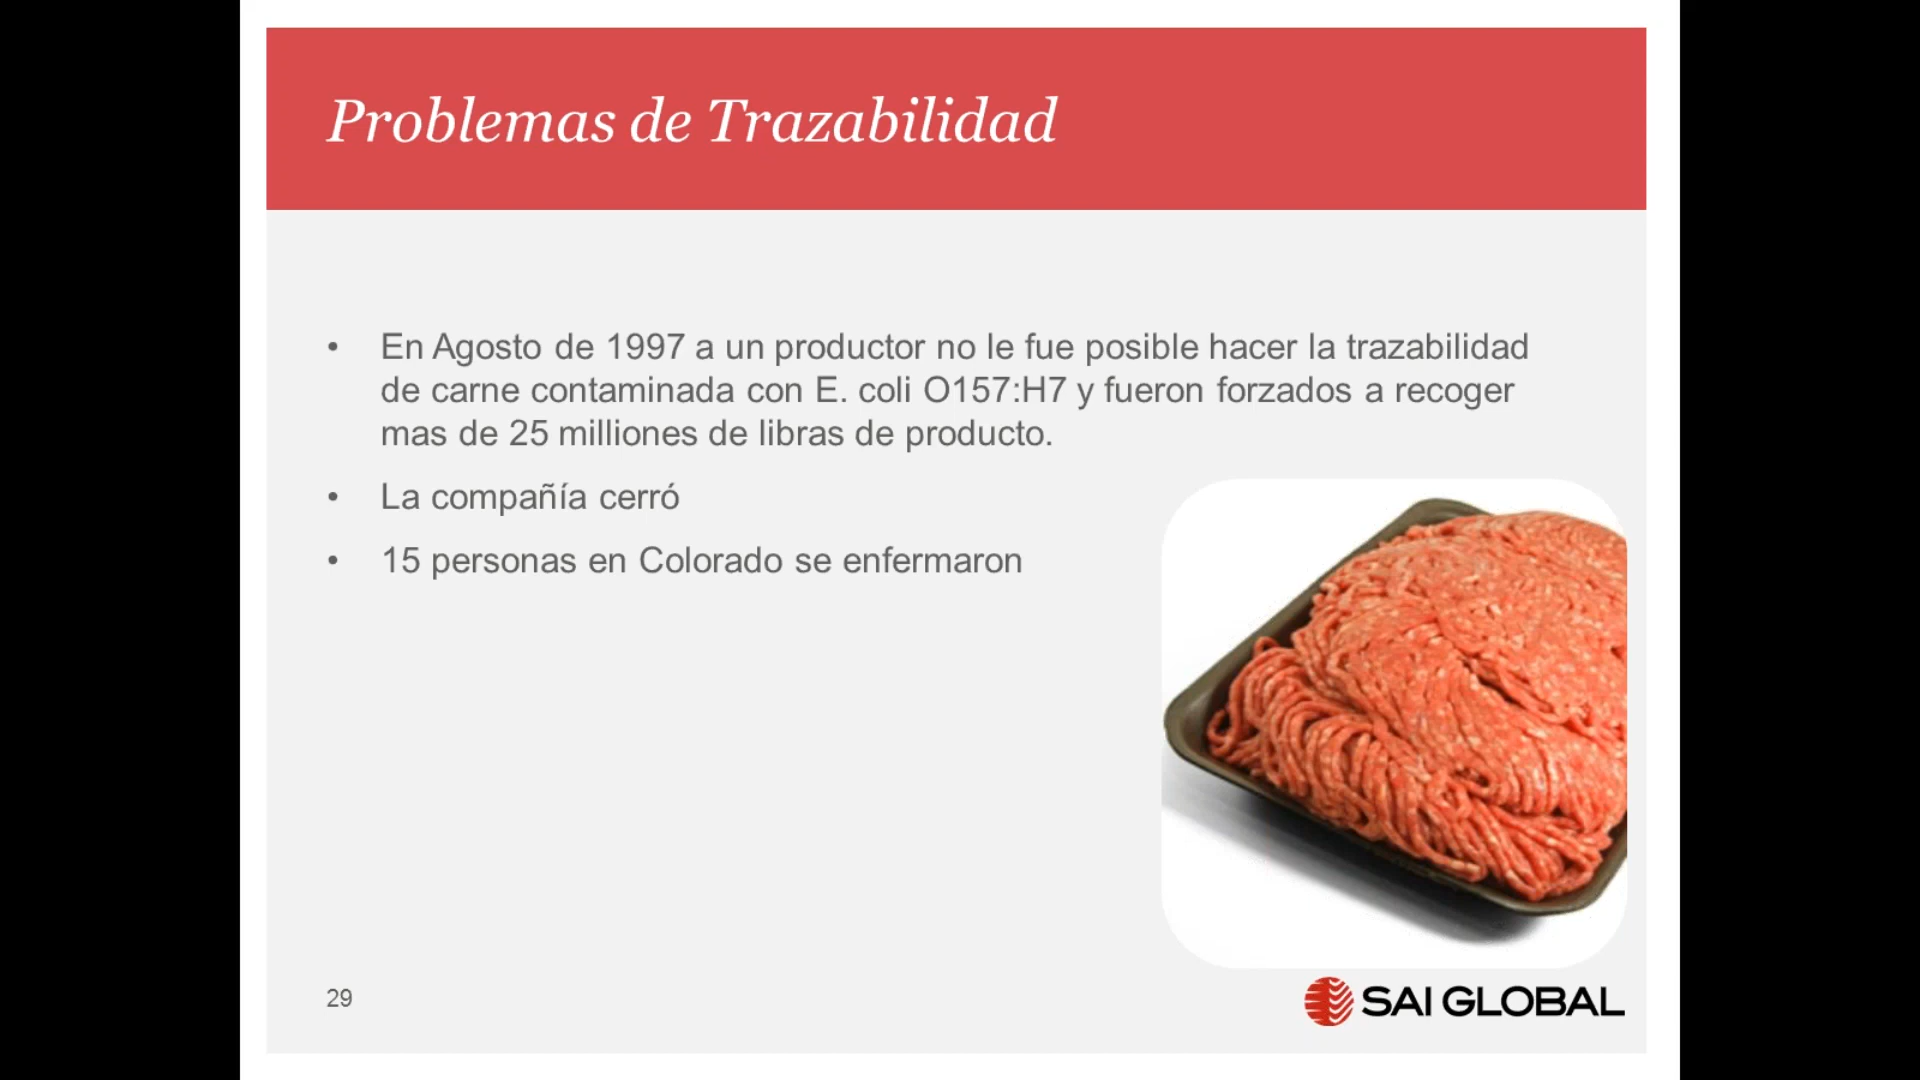 Problemas de Trazabilidad
• En Agosto de 1997 a un productor no le fue posible hacer la trazabilidad
de carne contaminada con E. coli O157:H7 y fueron forzados a recoger
mas de 25 milliones de libras de producto.
• La compañía cerró
• 15 personas en Colorado se enfermaron
29
SAI GLOBAL